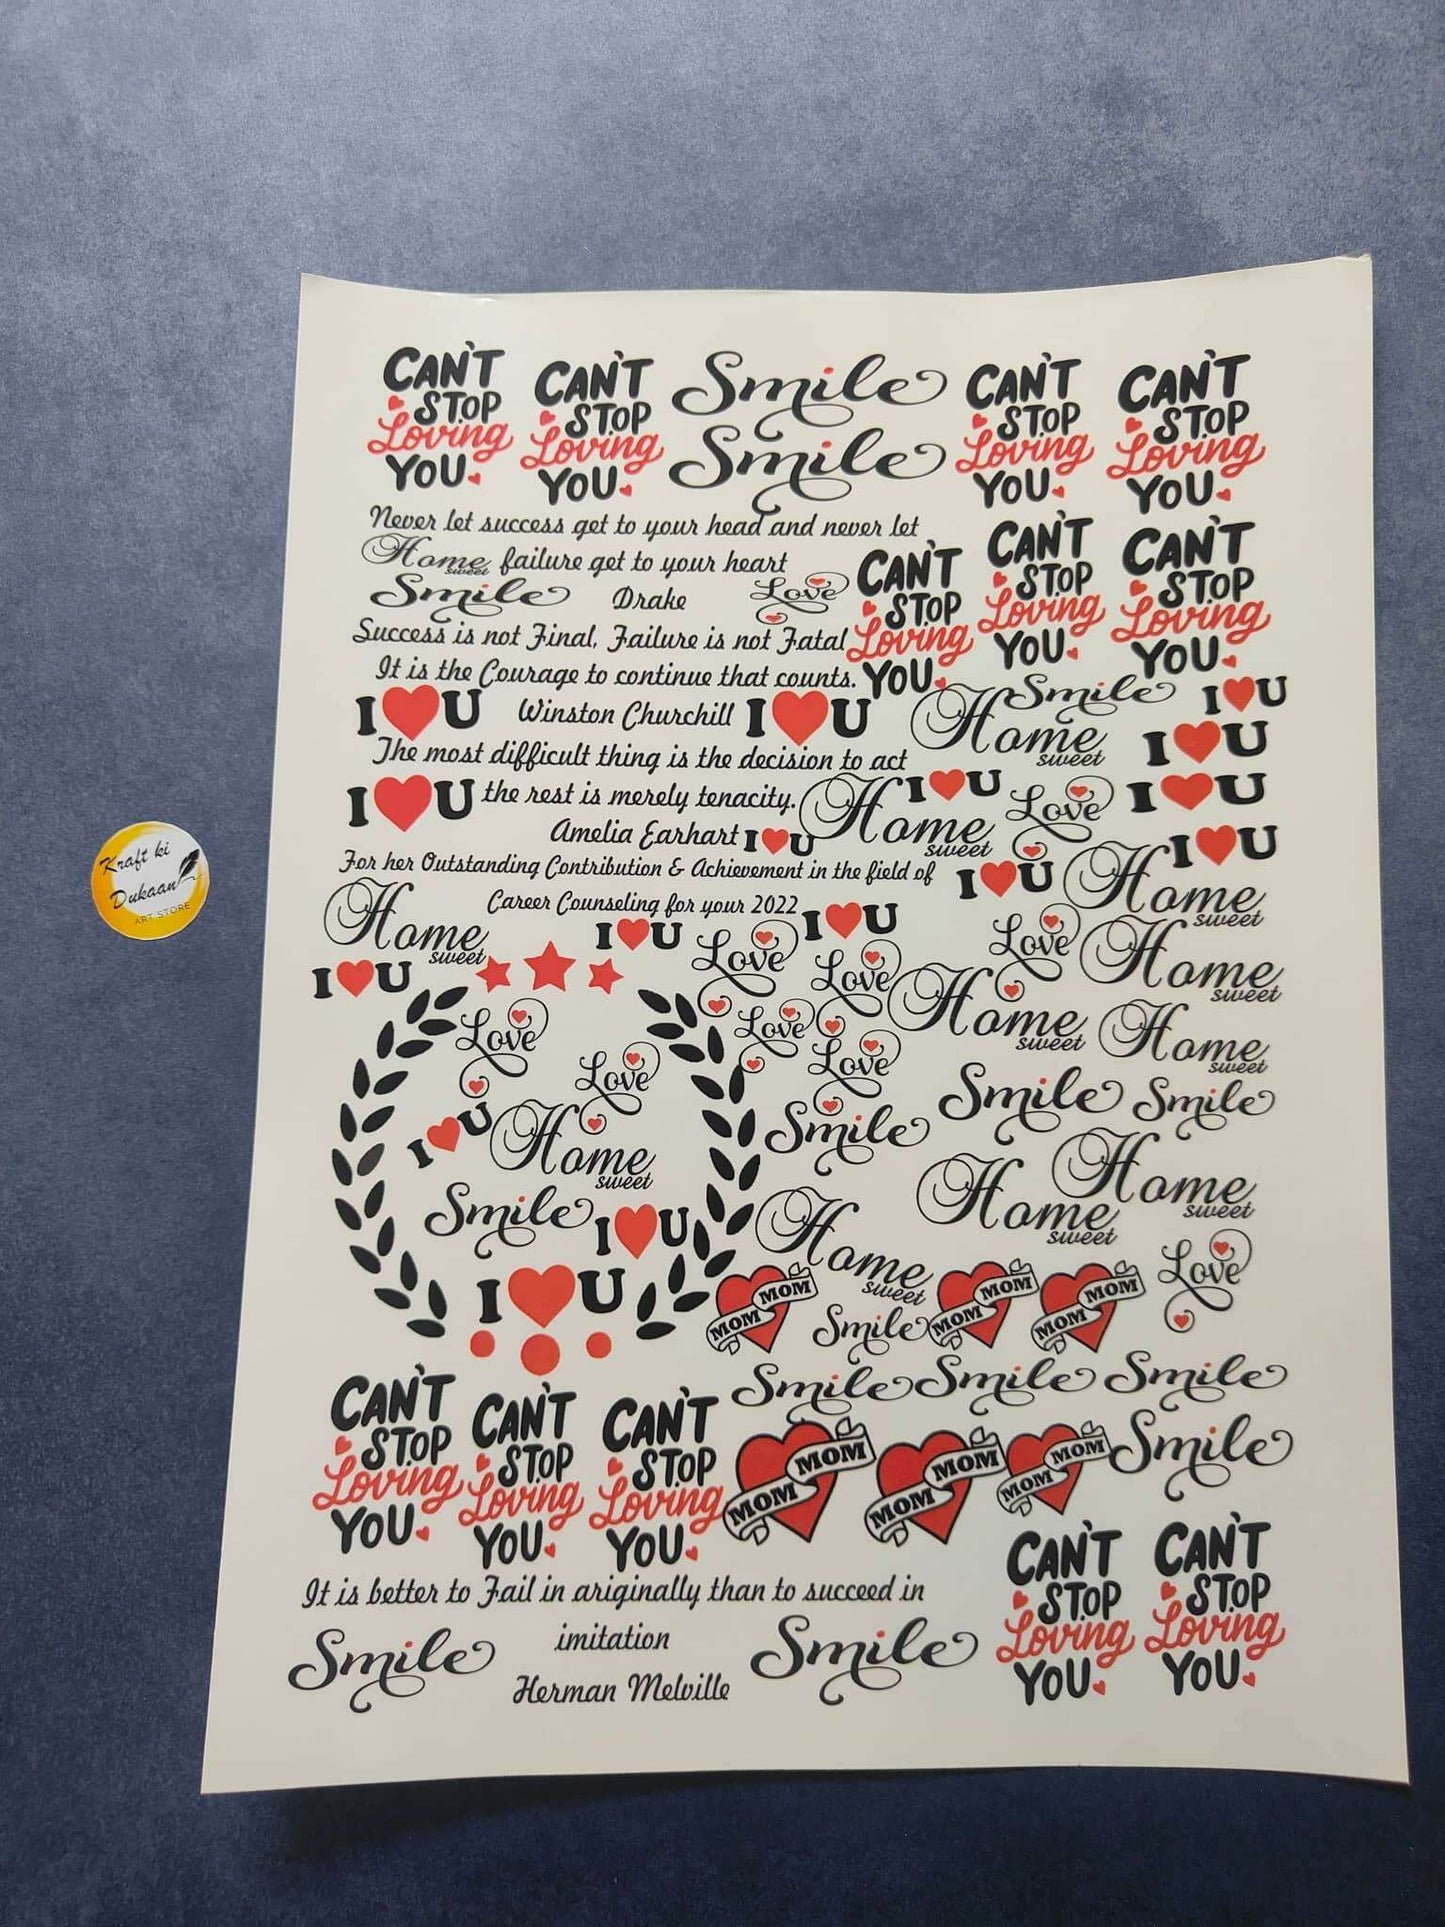 CAN'T
STOP
Loving
YOU
CAN'T
STOP
Loving
YOU
Smile
Smile
CAN'T
STOP
Loving
YOU
CAN'T
STOP
Loving
YOU
Never let success get to your head and never let
Home sweet
failure get to your heart
Smile
Drake
Love
CAN'T
STOP
Loving
YOU
CAN'T
STOP
Loving
YOU
CAN'T
STOP
Loving
YOU
Success is not Final, Failure is not Fatal
It is the Courage to continue that counts.
I U
Winston Churchill
I U
Home sweet
Smile
I U
I U
The most difficult thing is the decision to act
I U
the rest is merely tenacity.
Home sweet
I U
Love
I U
Amelia Earhart
I U
I U
For her Outstanding Contribution & Achievement in the field of
I U
Home sweet
Home sweet
Career Counseling for your 2022
I U
I U
Love
Love
Love
Home sweet
I U
Love
Love
Love
Home sweet
Home sweet
Love
Love
I U
Home sweet
Smile
Smile
Smile
Smile
I U
Home sweet
Home sweet
Home sweet
I U
MOM MOM
Smile
MOM MOM
MOM MOM
Love
CAN'T
STOP
Loving
YOU
CAN'T
STOP
Loving
YOU
CAN'T
STOP
Loving
YOU
Smile
Smile
Smile
MOM MOM
MOM MOM
MOM MOM
Smile
CAN'T
STOP
Loving
YOU
CAN'T
STOP
Loving
YOU
It is better to Fail in ariginally than to succeed in
imitation
Smile
Herman Melville
Smile
Kraft ki
Dukaan
ART STORE